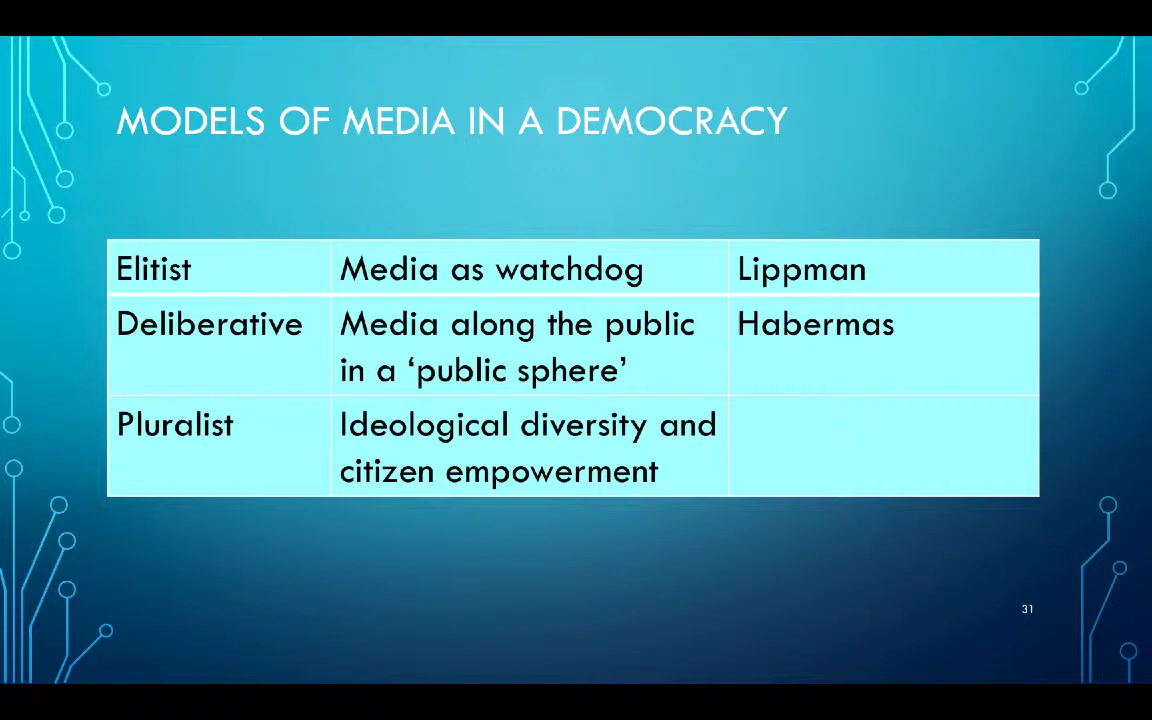 MODELS OF MEDIA IN A DEMOCRACY
Elitist Media as watchdog Lippman
Deliberative Media along the public Habermas
in a ‘public sphere’
Pluralist Ideological diversity and
citizen empowerment
31